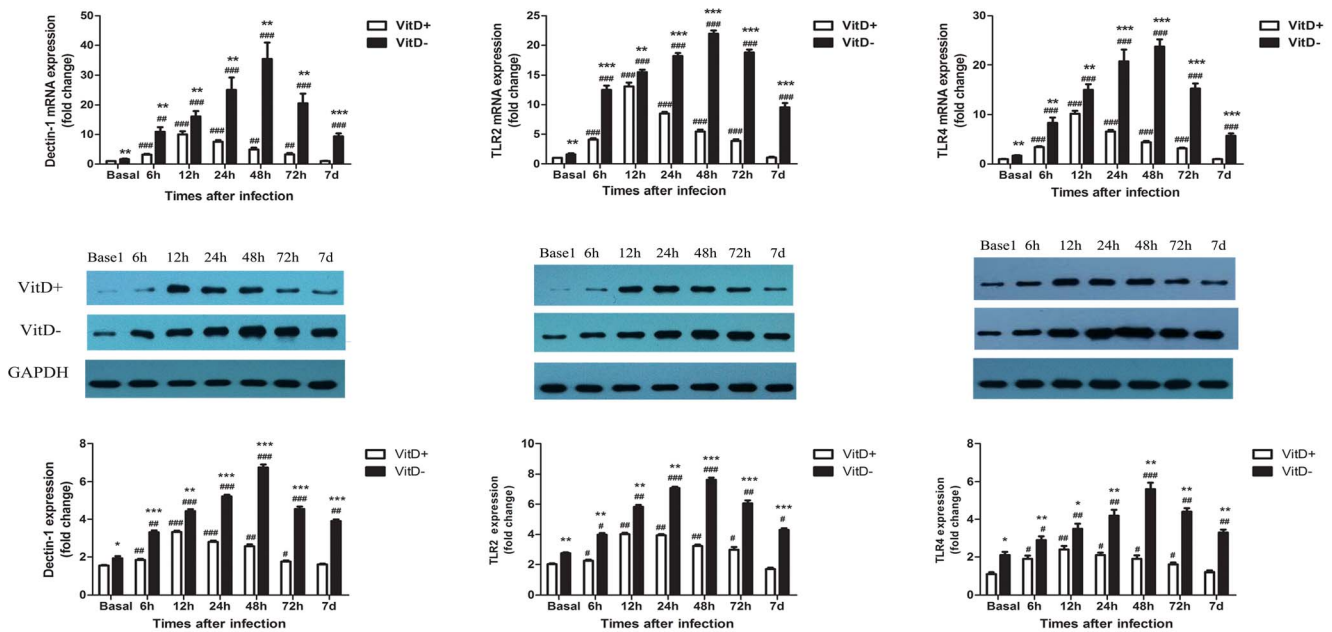 Dectin-1 mRNA expression
(fold change)
50
40
30
20
10
0
** ## ###
** ###
** ### ###
** ### ##
** ### ##
*** ###
**
Basal 6h 12h 24h 48h 72h 7d
Times after infection
VitD+
VitD-
TLR2 mRNA expression
(fold change)
25
20
15
10
5
0
**
*** ### ###
** ### ###
*** ### ###
*** ### ##
*** ### ##
*** ###
Basal 6h 12h 24h 48h 72h 7d
Times after infecion
VitD+
VitD-
TLR4 mRNA expression
(fold change)
30
20
10
0
**
** ## ###
** ### ###
*** ### ###
*** ### ##
*** ### ##
*** ###
Basal 6h 12h 24h 48h 72h 7d
Times after infection
VitD+
VitD-
Base1 6h 12h 24h 48h 72h 7d
Base1 6h 12h 24h 48h 72h 7d
Base1 6h 12h 24h 48h 72h 7d
VitD+
VitD-
GAPDH
Dectin-1 expression
(fold change)
8
6
4
2
0
*
*** ## ##
** ### ###
*** ### ###
*** ### ##
*** ### #
*** ##
Basal 6h 12h 24h 48h 72h 7d
Times after infection
VitD+
VitD-
TLR2 expression
(fold change)
10
8
6
4
2
0
**
** # #
** ## ##
** ### ##
*** ### ##
*** ## #
*** #
Basal 6h 12h 24h 48h 72h 7d
Times after infection
VitD+
VitD-
TLR4 expression
(fold change)
8
6
4
2
0
*
** # #
* ## ##
** ## #
** ### #
** ## #
** ##
Basal 6h 12h 24h 48h 72h 7d
Times after infection
VitD+
VitD-